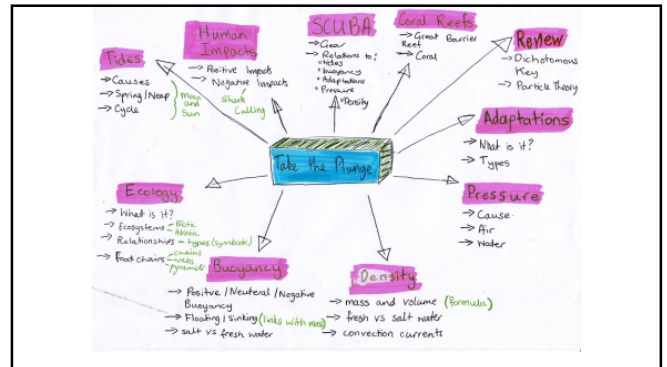 Take the Plunge
Tides
→ Causes
→ Spring/Neap
→ Cycle
Moon
and
Sun
Human
Impacts
→ Positive Impacts
→ Negative Impacts
Shark
Culling
SCUBA
→ Gear
→ Relations to:
• tides
• buoyancy
• Adaptations
• Pressure
• Density
Coral Reefs
→ Great Barrier
Reef
→ Coral
Review
→ Dichotomous
Key
→ Particle Theory
Adaptations
→ What is it?
→ Types
Pressure
→ Cause
→ Air
→ Water
Density
→ mass and volume (formula)
→ fresh vs salt water
→ convection currents
Buoyancy
→ Positve / Neuteral / Negative
Buoyancy
→ Floating / Sinking (links with mass)
→ salt vs fresh water
Ecology
→ What is it?
→ Ecosystems - Biotic
- Abiotic
→ Relationships - types (symbiotic)
→ Food chains - chains
- webs
- pyramids